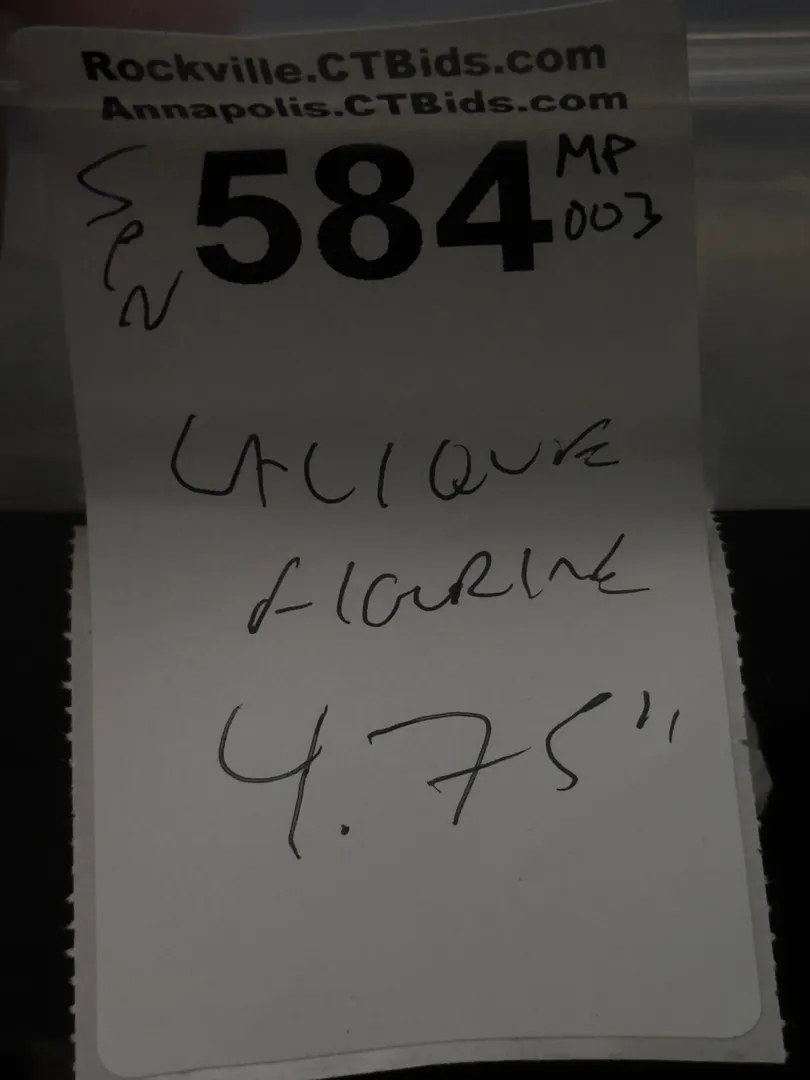 Rockville.CTBids.com
Annapolis.CTBids.com
584
MP
003
LALIQUE
FIGURINE
4.75"